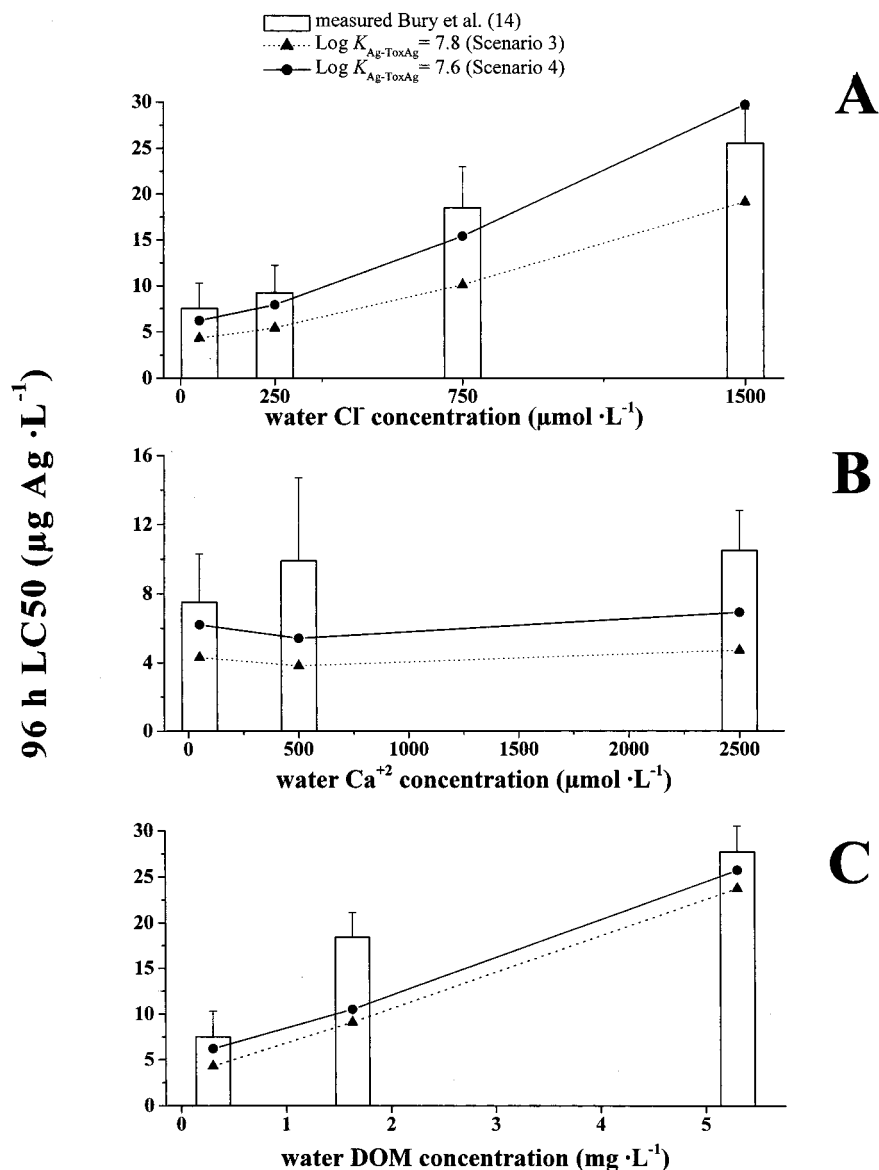 measured Bury et al. (14)
Log K Ag-ToxAg = 7.8 (Scenario 3)
Log K Ag-ToxAg = 7.6 (Scenario 4)
A
30
25
20
15
10
5
0
0 250 750 1500
water Cl⁻ concentration (µmol ·L⁻¹)
96 h LC50 (µg Ag ·L⁻¹)
B
16
12
8
4
0
0 500 1000 1500 2000 2500
water Ca⁺² concentration (µmol ·L⁻¹)
C
30
25
20
15
10
5
0
0 1 2 3 4 5
water DOM concentration (mg ·L⁻¹)